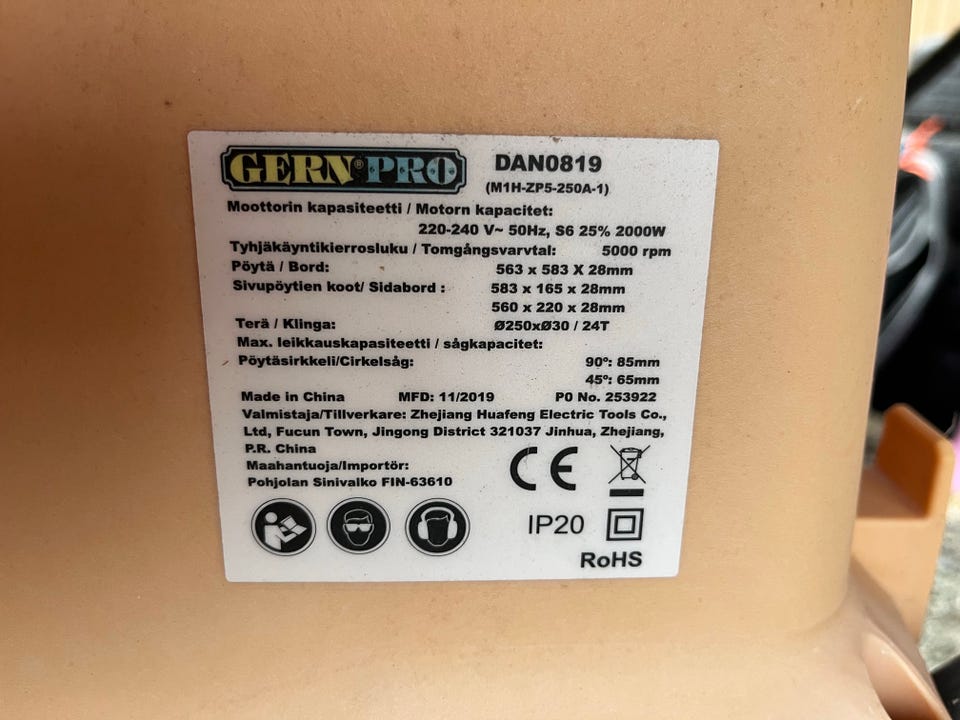 GERN® PRO DAN0819
(M1H-ZP5-250A-1)
Moottorin kapasiteetti / Motorn kapacitet:
220-240 V~ 50Hz, S6 25% 2000W
Tyhjäkäyntikierrosluku / Tomgångsvarvtal: 5000 rpm
Pöytä / Bord: 563 x 583 X 28mm
Sivupöytien koot/ Sidabord : 583 x 165 x 28mm
560 x 220 x 28mm
Terä / Klinga: Ø250xØ30 / 24T
Max. leikkauskapasiteetti / sågkapacitet:
Pöytäsirkkeli/Cirkelsåg: 90º: 85mm
45º: 65mm
Made in China MFD: 11/2019 P0 No. 253922
Valmistaja/Tillverkare: Zhejiang Huafeng Electric Tools Co.,
Ltd, Fucun Town, Jingong District 321037 Jinhua, Zhejiang,
P.R. China
Maahantuoja/Importör:
Pohjolan Sinivalko FIN-63610
CE
IP20
RoHS